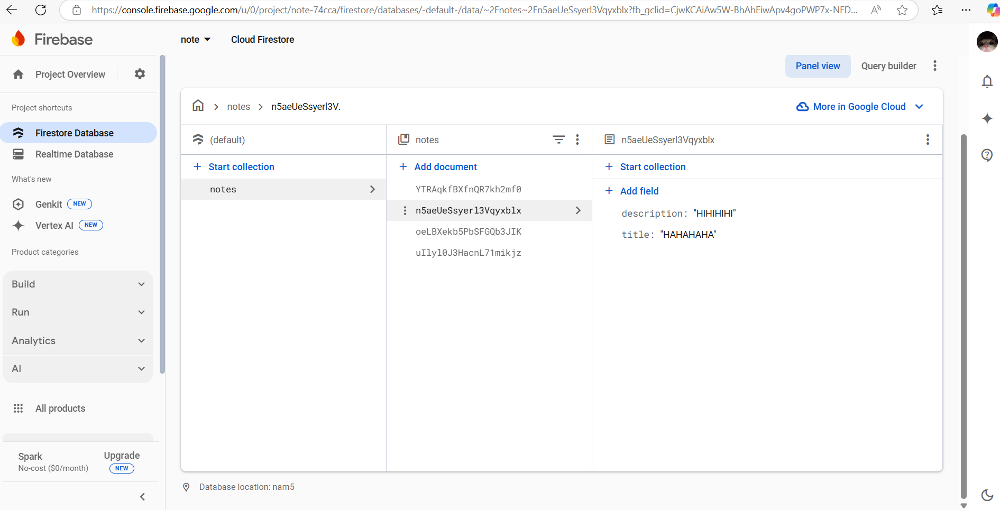 https://console.firebase.google.com/u/0/project/note-74cca/firestore/databases/-default-/data/~2Fnotes~2Fn5aeUeSsyerl3Vqyxblx?fb_gclid=CjwKCAiAw5W-BhAhEiwApv4goPWP7x-NFD...
Firebase
note
Cloud Firestore
Project Overview
Panel view
Query builder
Project shortcuts
notes
n5aeUeSsyerl3V.
More in Google Cloud
Firestore Database
(default)
notes
n5aeUeSsyerl3Vqyxblx
Realtime Database
Start collection
Add document
Start collection
What's new
notes
YTRAqkfBXfnQR7kh2mf0
Add field
Genkit NEW
n5aeUeSsyerl3Vqyxblx
description: "HIHIHIHI"
Vertex AI NEW
oeLBXekb5PbSFGQb3JIK
title: "HAHAHAHA"
Product categories
uIlyl0J3HacnL71mikjz
Build
Run
Analytics
AI
All products
Spark
Upgrade
No-cost ($0/month)
NEW
Database location: nam5